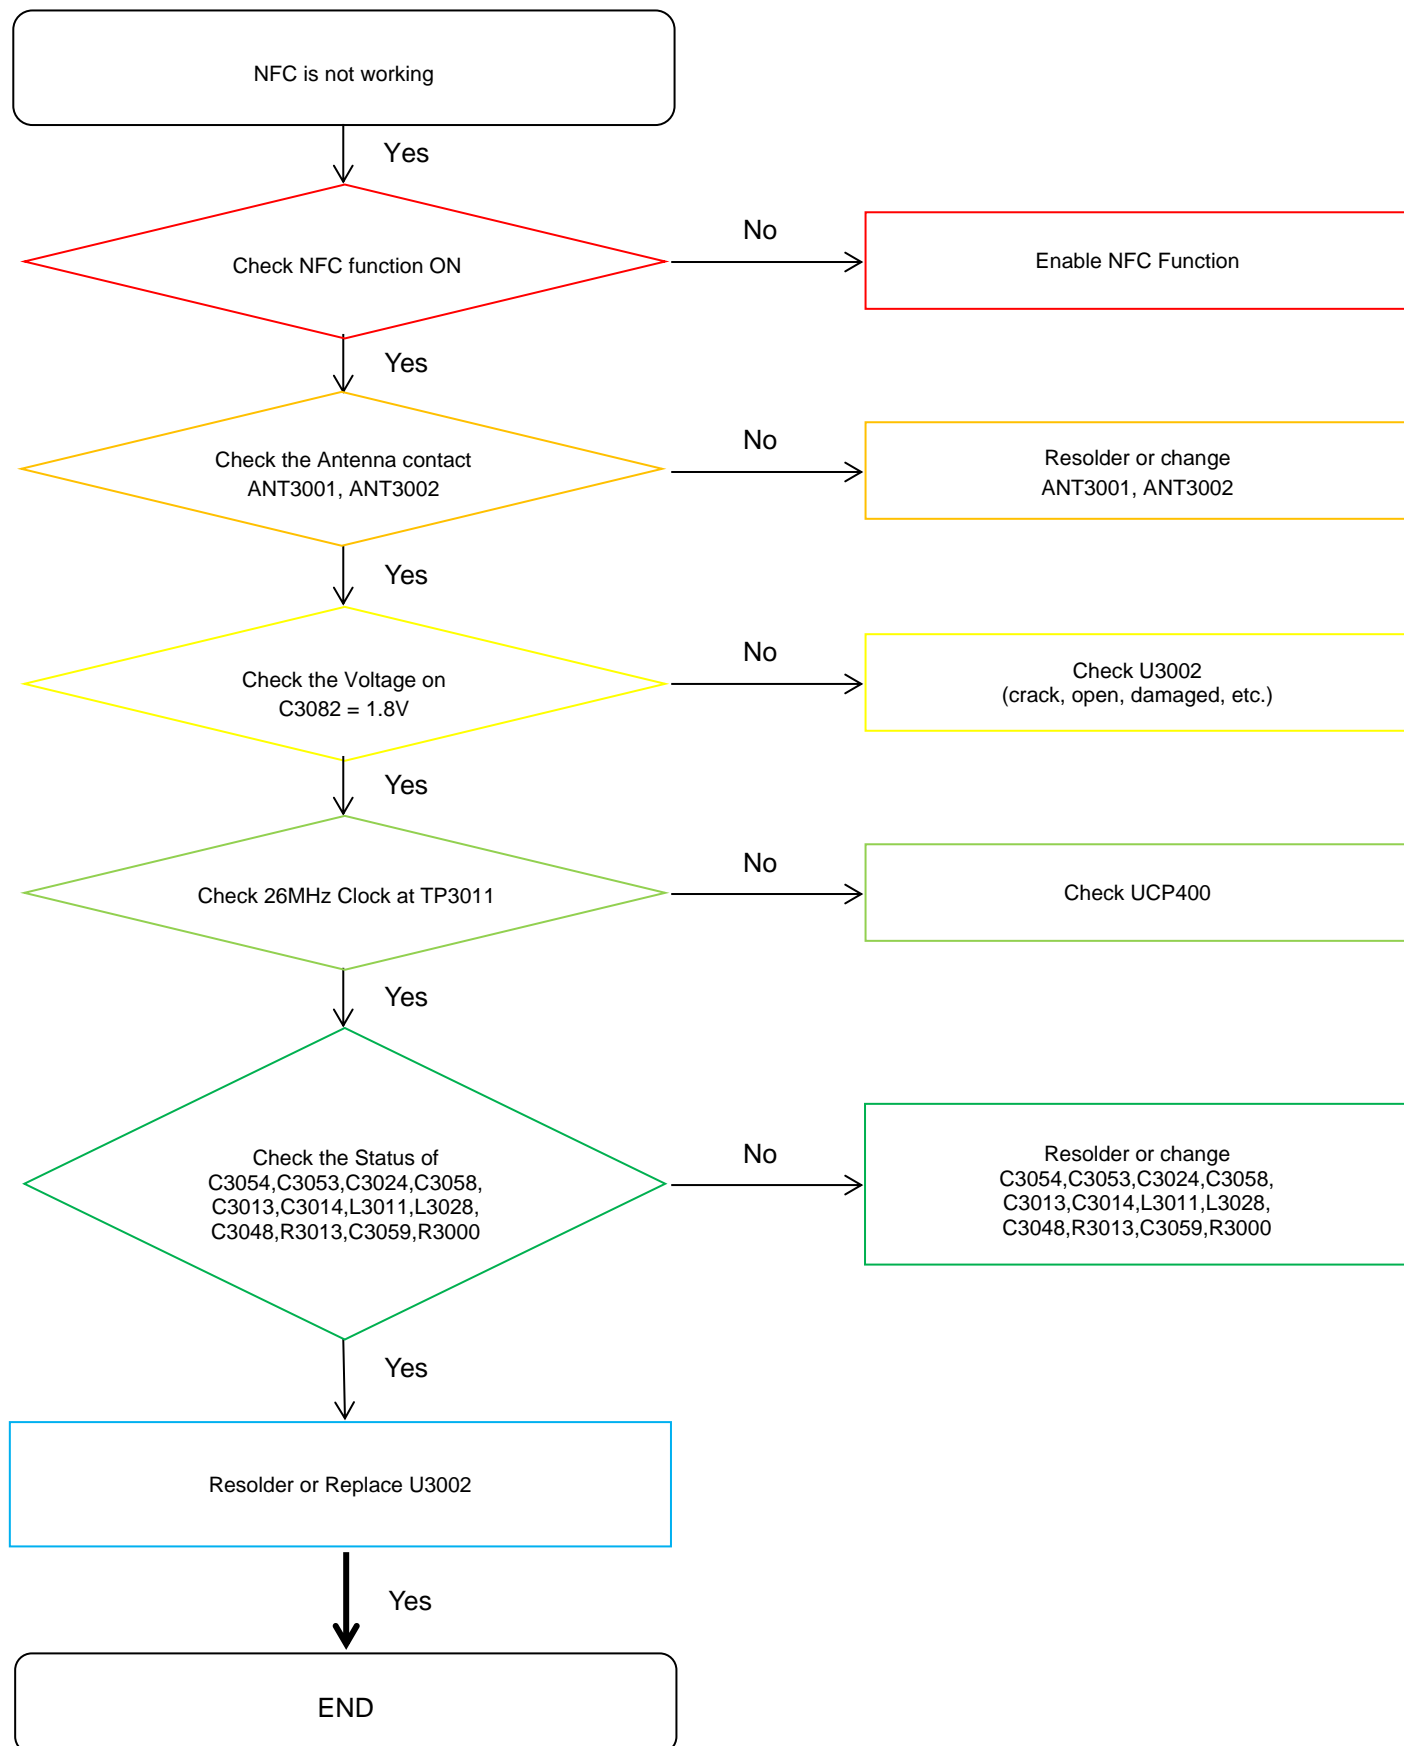 NFC is not working
Yes
Check NFC function ON
No
Enable NFC Function
Yes
Check the Antenna contact
ANT3001, ANT3002
No
Resolder or change
ANT3001, ANT3002
Yes
Check the Voltage on
C3082 = 1.8V
No
Check U3002
(crack, open, damaged, etc.)
Yes
Check 26MHz Clock at TP3011
No
Check UCP400
Yes
Check the Status of
C3054,C3053,C3024,C3058,
C3013,C3014,L3011,L3028,
C3048,R3013,C3059,R3000
No
Resolder or change
C3054,C3053,C3024,C3058,
C3013,C3014,L3011,L3028,
C3048,R3013,C3059,R3000
Yes
Resolder or Replace U3002
Yes
END